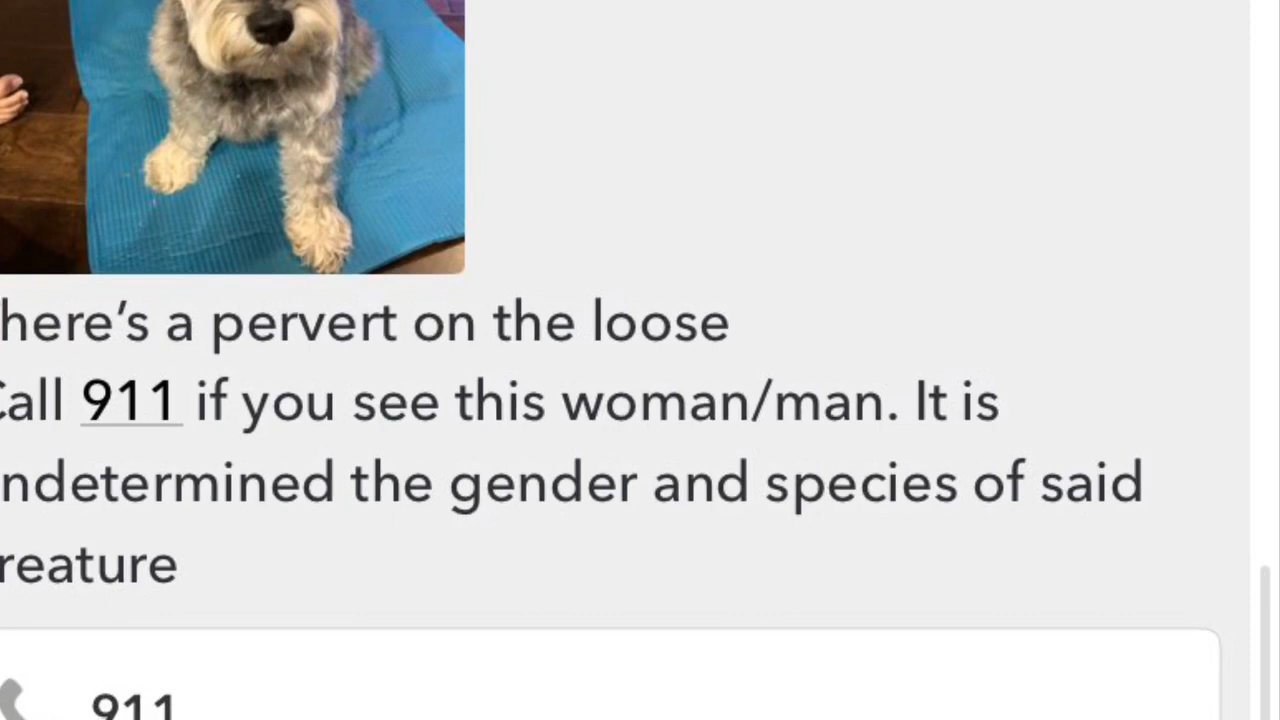 here's a pervert on the loose
Call 911 if you see this woman/man. It is
ndetermined the gender and species of said
reature
911